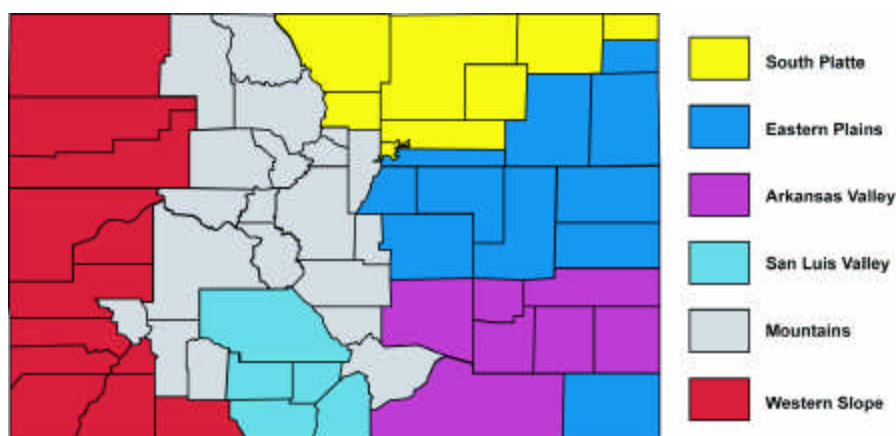 South Platte
Eastern Plains
Arkansas Valley
San Luis Valley
Mountains
Western Slope